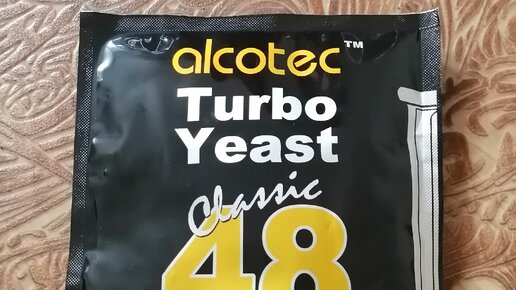 alcotec™
Turbo
Yeast
Classic
48